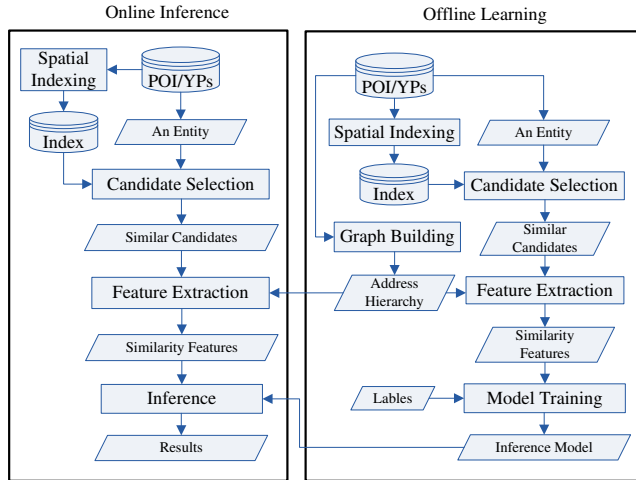 Online Inference
Spatial
Indexing
POI/YPs
Index
An Entity
Candidate Selection
Similar Candidates
Feature Extraction
Similarity Features
Inference
Results
Offline Learning
POI/YPs
Spatial Indexing
An Entity
Index
Candidate Selection
Graph Building
Similar
Candidates
Address
Hierarchy
Feature Extraction
Similarity
Features
Lables
Model Training
Inference Model